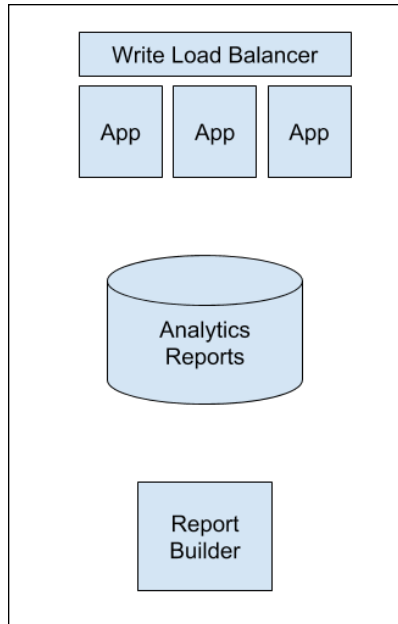 Write Load Balancer
App App App
Analytics
Reports
Report
Builder